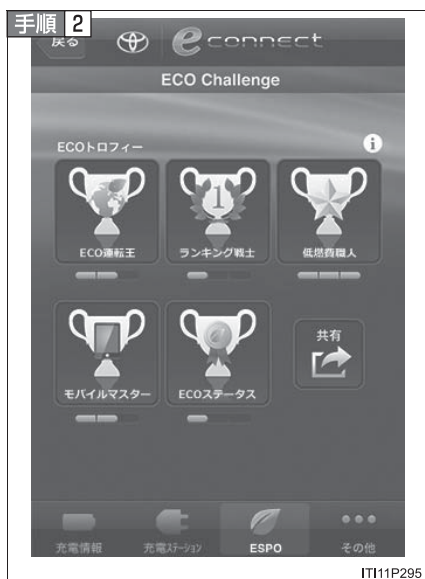 手順 2
戻る
e connect
ECO Challenge
ECOトロフィー
i
ECO運転王
ランキング戦士
低燃費職人
1
モバイルマスター
ECOステータス
共有
充電情報
充電ステーション
ESPO
その他
ITI11P295